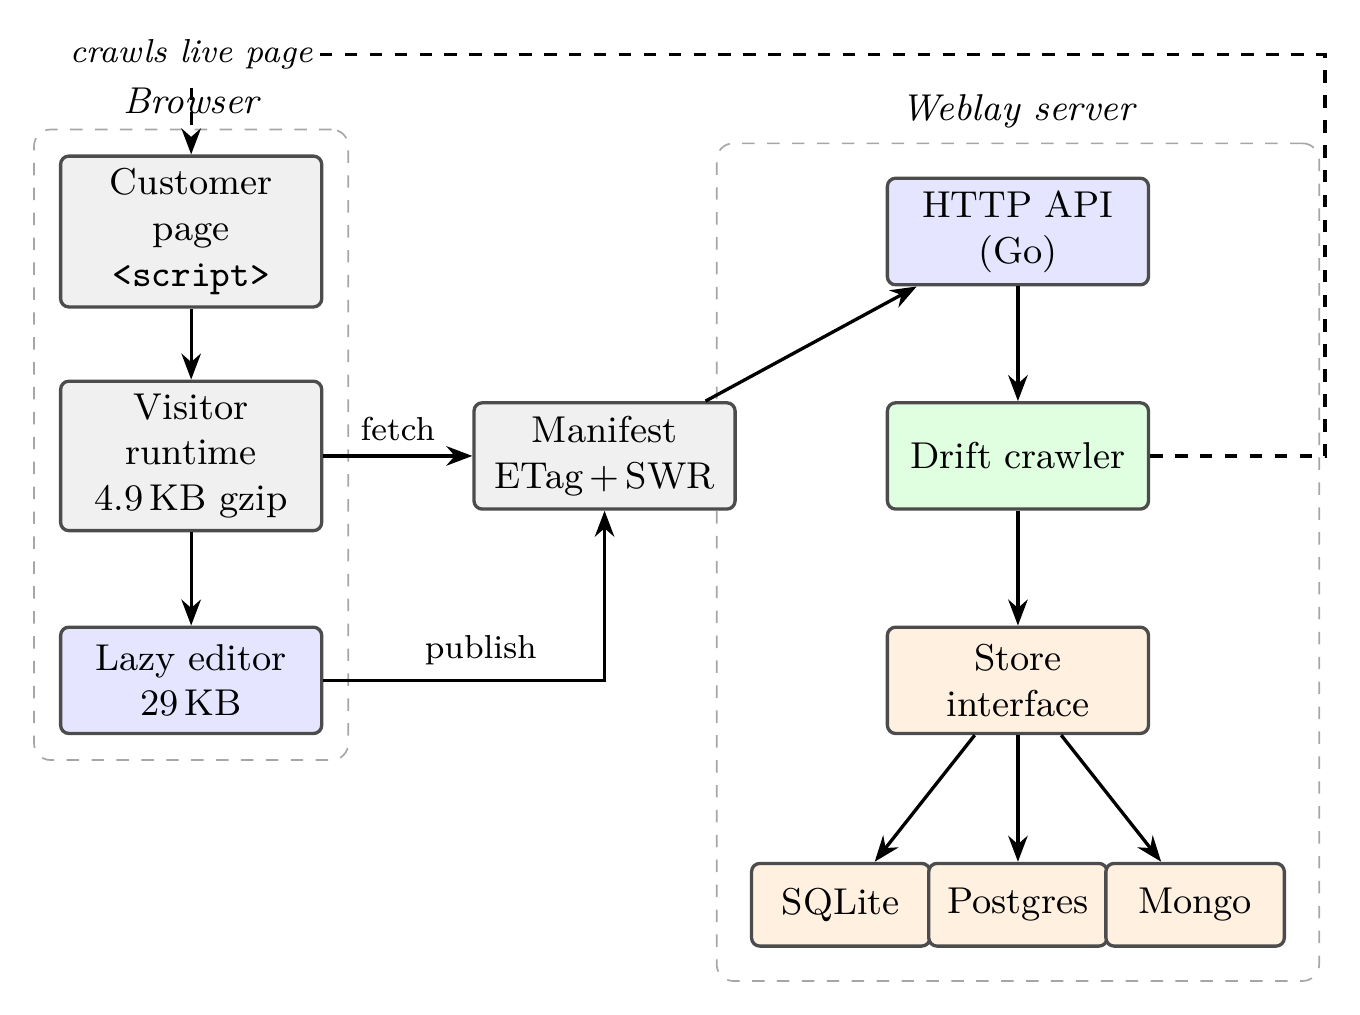 crawls live page
Browser
Weblay server
Customer
page
<script>
HTTP API
(Go)
Visitor
runtime
4.9 KB gzip
fetch
Manifest
ETag + SWR
Drift crawler
Lazy editor
29 KB
publish
Store
interface
SQLite
Postgres
Mongo